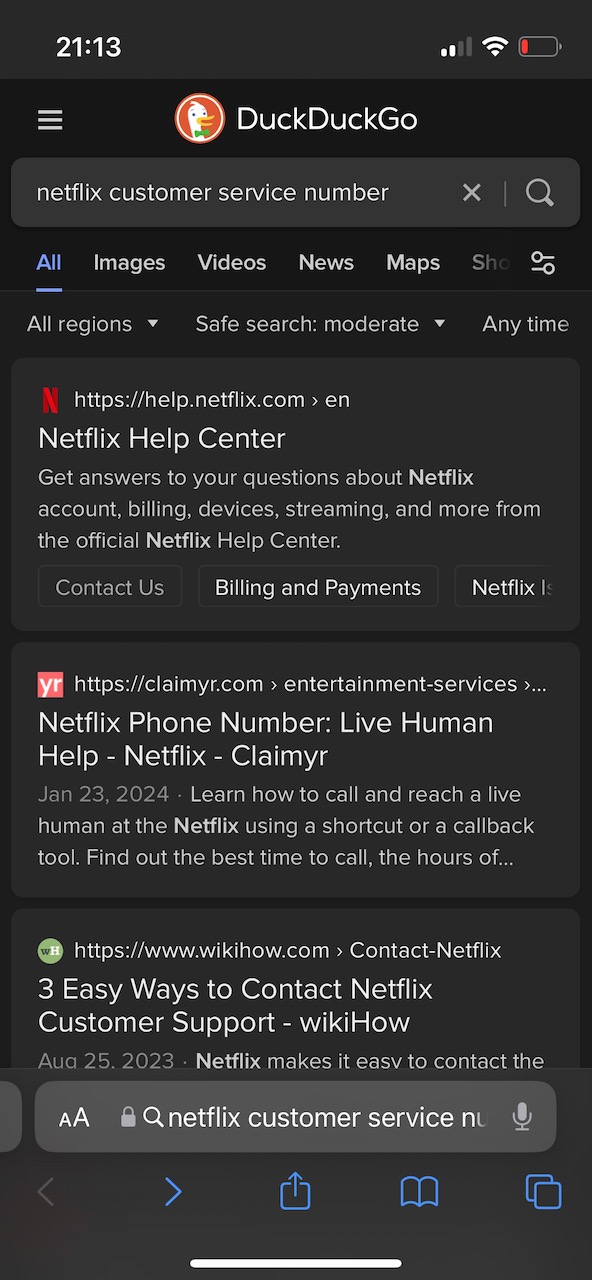 21:13
DuckDuckGo
netflix customer service number
All Images Videos News Maps Sho
All regions Safe search: moderate Any time
N https://help.netflix.com › en
Netflix Help Center
Get answers to your questions about Netflix
account, billing, devices, streaming, and more from
the official Netflix Help Center.
Contact Us Billing and Payments Netflix Is
yr https://claimyr.com › entertainment-services ›...
Netflix Phone Number: Live Human
Help - Netflix - Claimyr
Jan 23, 2024 · Learn how to call and reach a live
human at the Netflix using a shortcut or a callback
tool. Find out the best time to call, the hours of...
wH https://www.wikihow.com › Contact-Netflix
3 Easy Ways to Contact Netflix
Customer Support - wikiHow
Aug 25, 2023 · Netflix makes it easy to contact the
AA netflix customer service nu